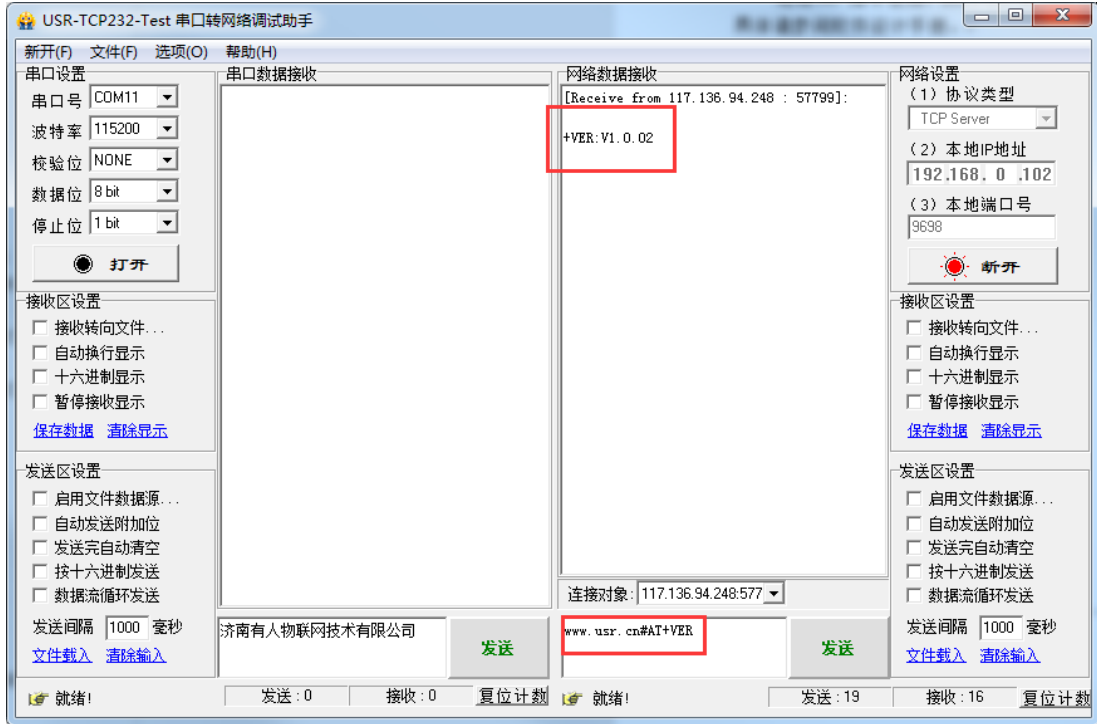 USR-TCP232-Test 串口转网络调试助手
新开(F) 文件(F) 选项(O) 帮助(H)
串口设置
串口号 COM11
波特率 115200
校验位 NONE
数据位 8 bit
停止位 1 bit
打开
接收区设置
接收转向文件...
自动换行显示
十六进制显示
暂停接收显示
保存数据 清除显示
发送区设置
启用文件数据源...
自动发送附加位
发送完自动清空
按十六进制发送
数据流循环发送
发送间隔 1000 毫秒
文件载入 清除输入
串口数据接收
济南有人物联网技术有限公司
发送
网络数据接收
[Receive from 117.136.94.248 : 57799]:
+VER:V1.0.02
连接对象: 117.136.94.248:577
www.usr.cn#AT+VER
发送
网络设置
(1) 协议类型
TCP Server
(2) 本地IP地址
192.168. 0 .102
(3) 本地端口号
9698
断开
接收区设置
接收转向文件...
自动换行显示
十六进制显示
暂停接收显示
保存数据 清除显示
发送区设置
启用文件数据源...
自动发送附加位
发送完自动清空
按十六进制发送
数据流循环发送
发送间隔 1000 毫秒
文件载入 清除输入
就绪! 发送:0 接收:0 复位计数
就绪! 发送:19 接收:16 复位计数